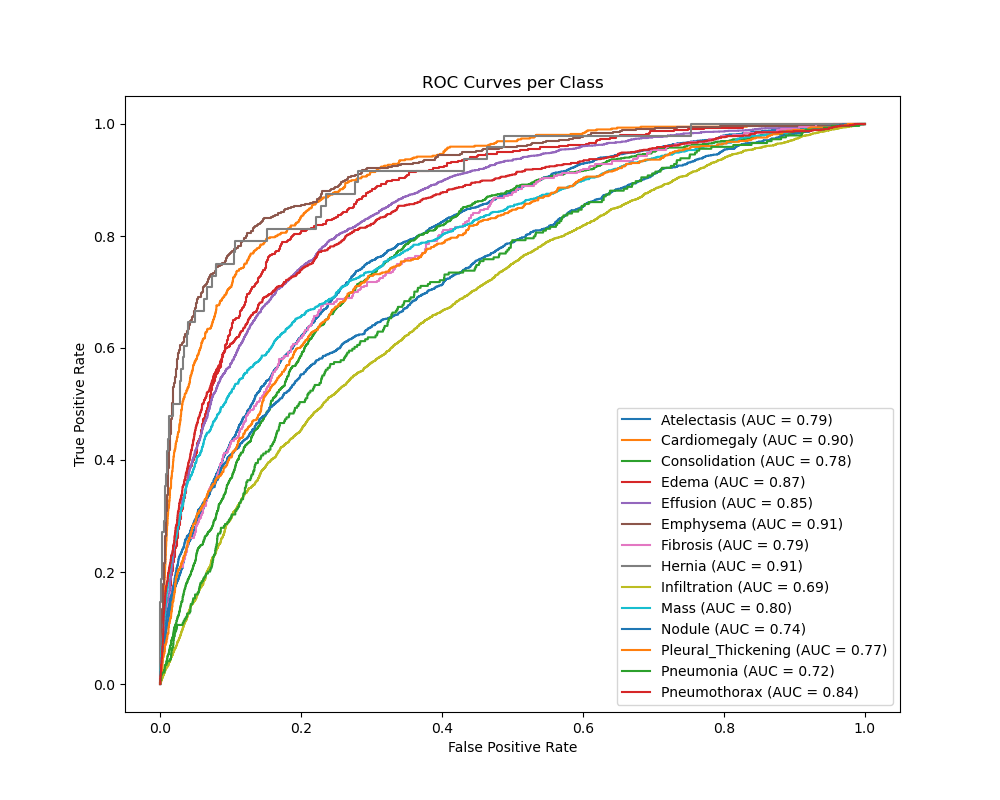 ROC Curves per Class
True Positive Rate
1.0
0.8
0.6
0.4
0.2
0.0
Atelectasis (AUC = 0.79)
Cardiomegaly (AUC = 0.90)
Consolidation (AUC = 0.78)
Edema (AUC = 0.87)
Effusion (AUC = 0.85)
Emphysema (AUC = 0.91)
Fibrosis (AUC = 0.79)
Hernia (AUC = 0.91)
Infiltration (AUC = 0.69)
Mass (AUC = 0.80)
Nodule (AUC = 0.74)
Pleural_Thickening (AUC = 0.77)
Pneumonia (AUC = 0.72)
Pneumothorax (AUC = 0.84)
0.0 0.2 0.4 0.6 0.8 1.0
False Positive Rate